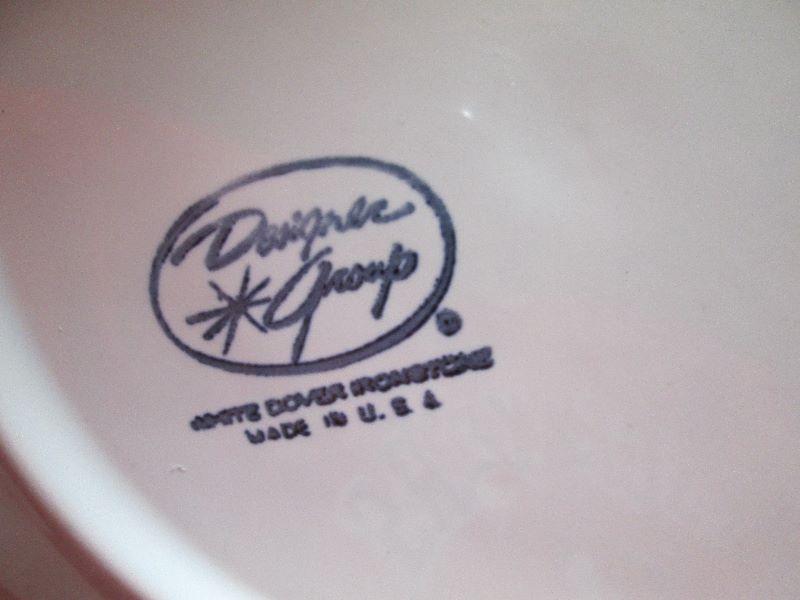 Designer
Group
®
WHITE DOVER IRONSTONE
MADE IN U. S. A